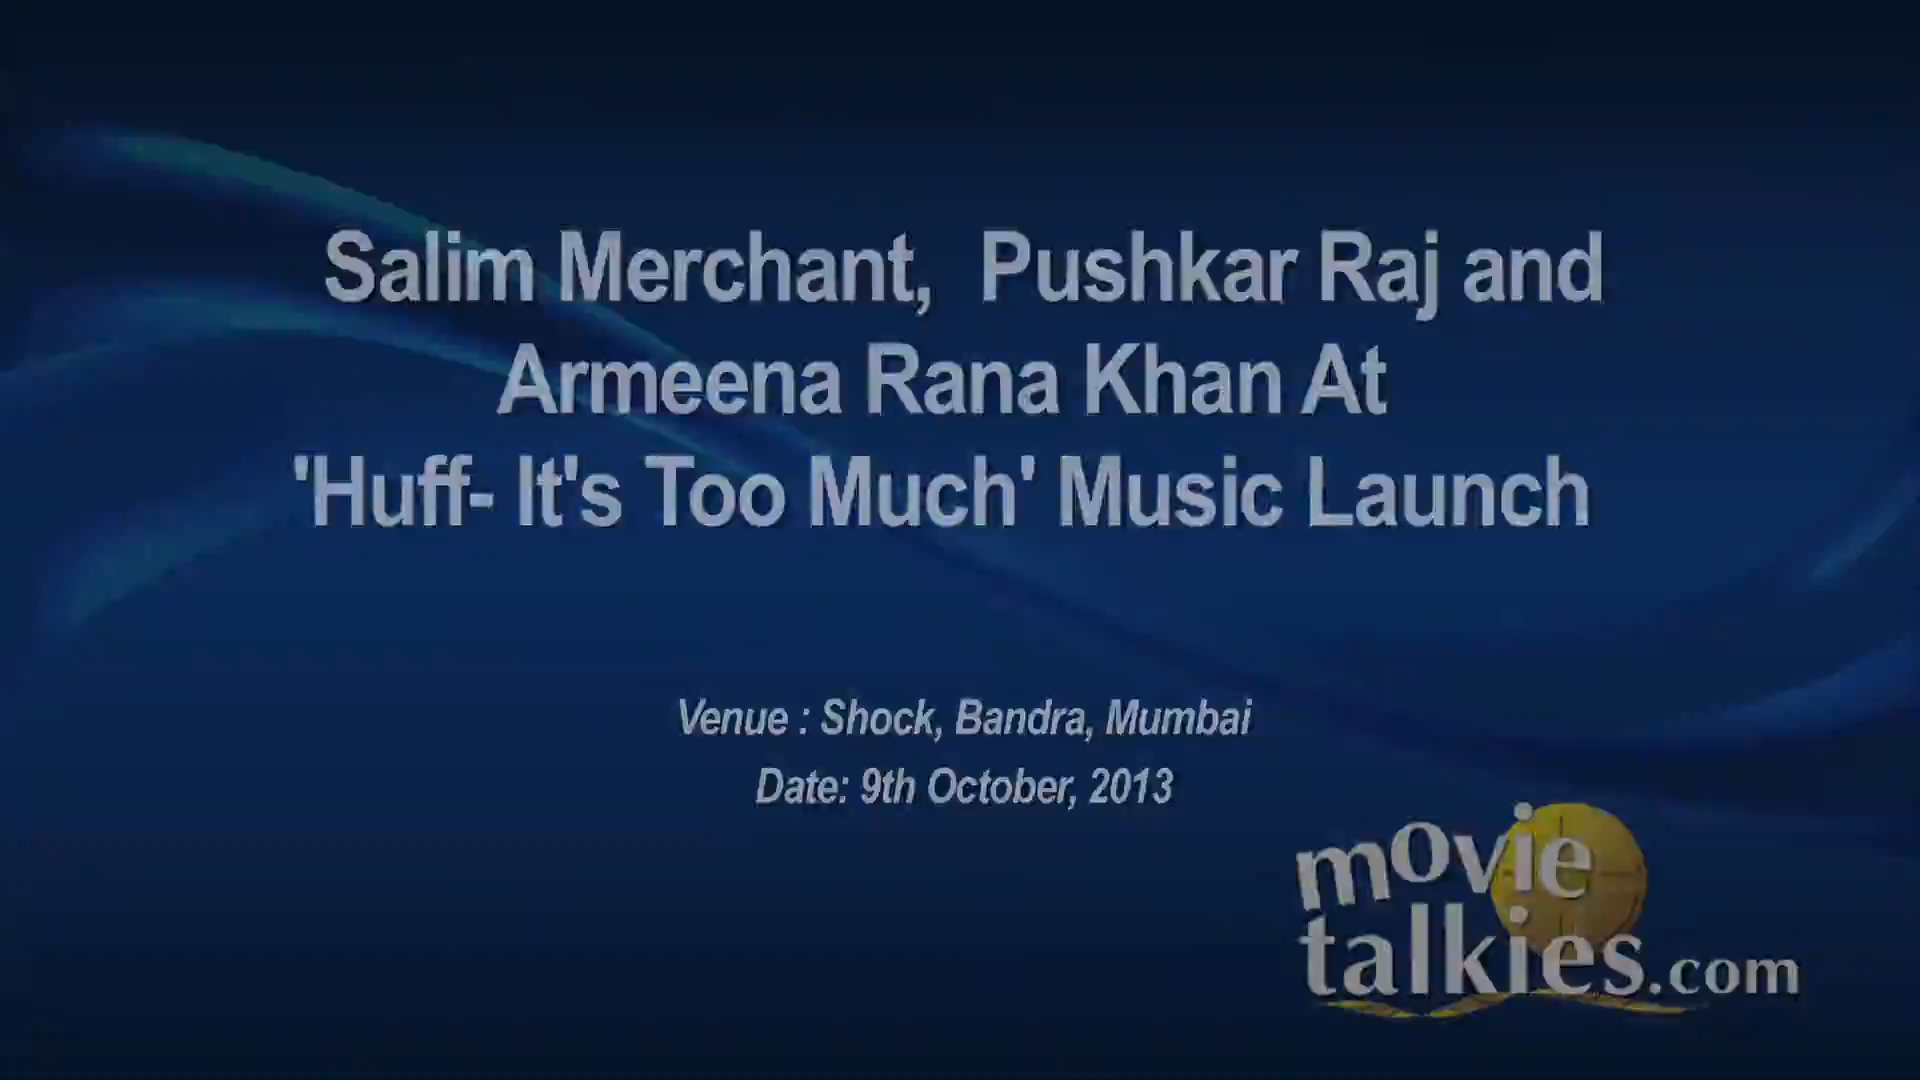 Salim Merchant, Pushkar Raj and
Armeena Rana Khan At
'Huff- It's Too Much' Music Launch
Venue : Shock, Bandra, Mumbai
Date: 9th October, 2013
movie
talkies.com